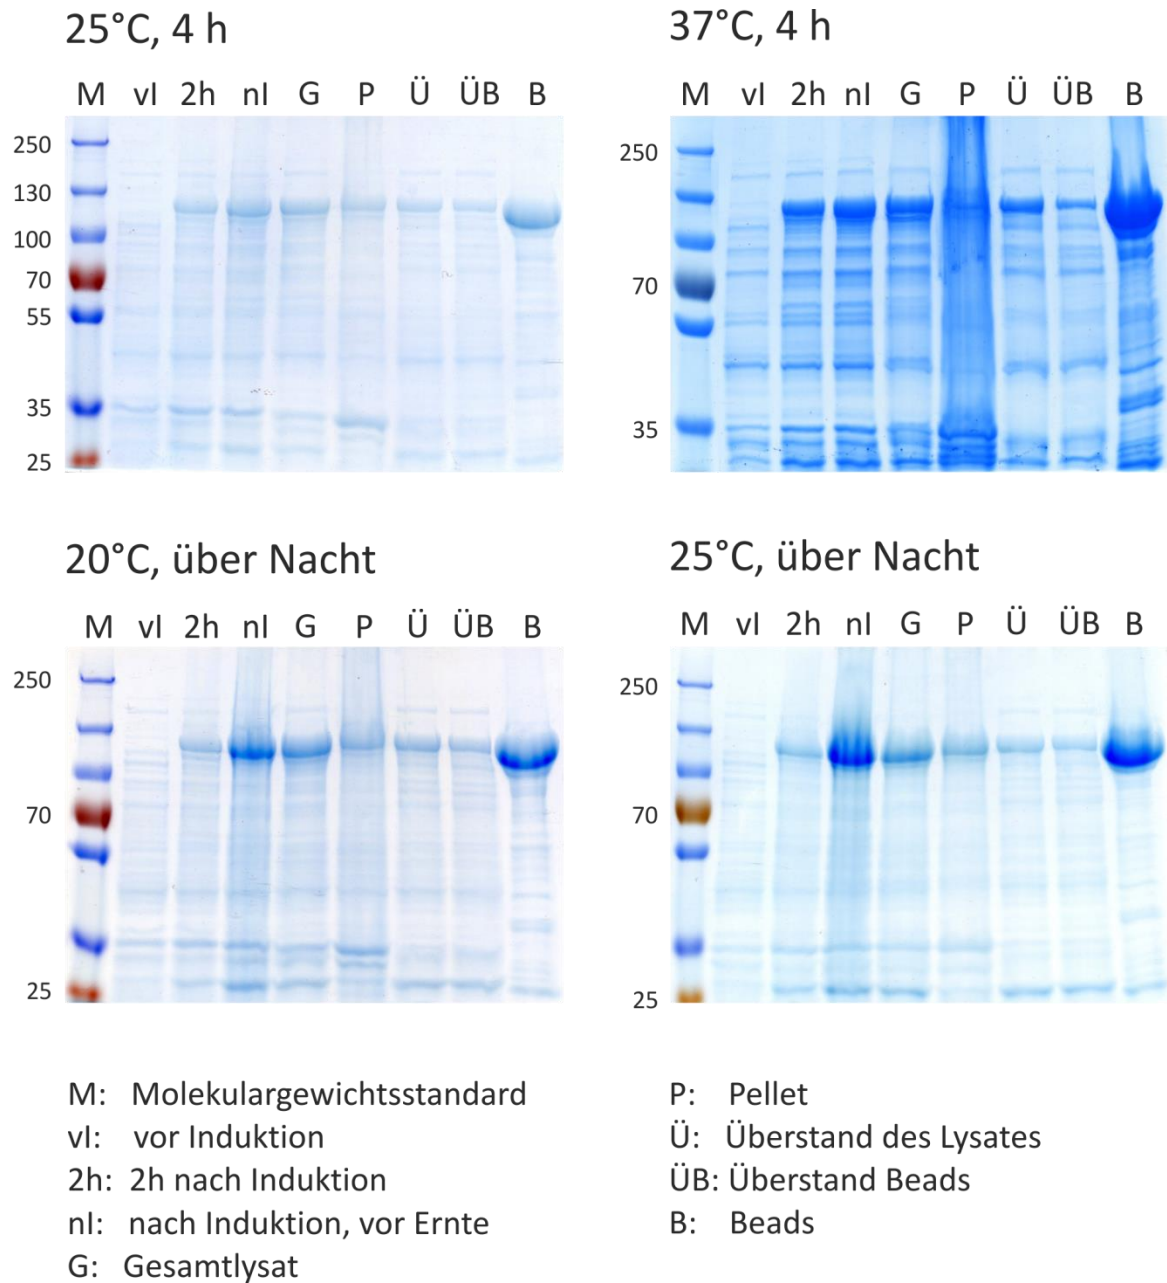 25°C, 4 h
M vI 2h nI G P Ü ÜB B
250
130
100
70
55
35
25
37°C, 4 h
M vI 2h nI G P Ü ÜB B
250
70
35
20°C, über Nacht
M vI 2h nI G P Ü ÜB B
250
70
25
25°C, über Nacht
M vI 2h nI G P Ü ÜB B
250
70
25
M: Molekulargewichtsstandard
vI: vor Induktion
2h: 2h nach Induktion
nI: nach Induktion, vor Ernte
G: Gesamtlysat
P: Pellet
Ü: Überstand des Lysates
ÜB: Überstand Beads
B: Beads